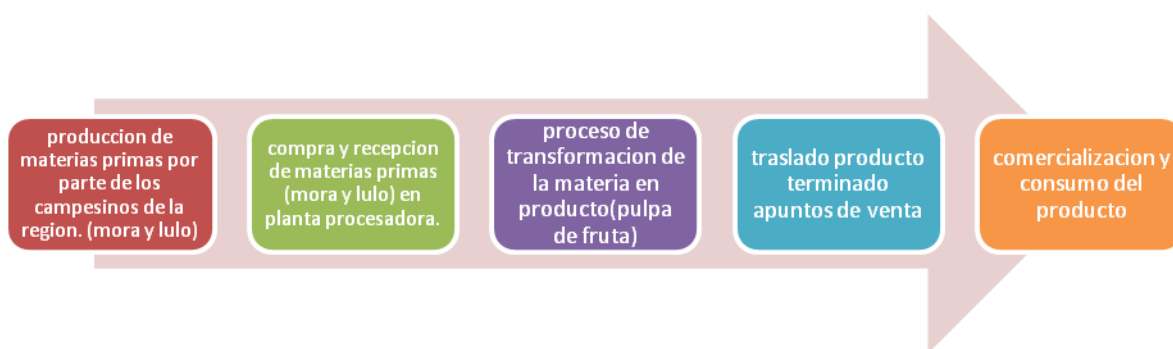 produccion de
materias primas por
parte de los
campesinos de la
region. (mora y lulo)
compra y recepcion
de materias primas
(mora y lulo) en
planta procesadora.
proceso de
transformacion de
la materia en
producto(pulpa
de fruta)
traslado producto
terminado
apuntos de venta
comercializacion y
consumo del
producto